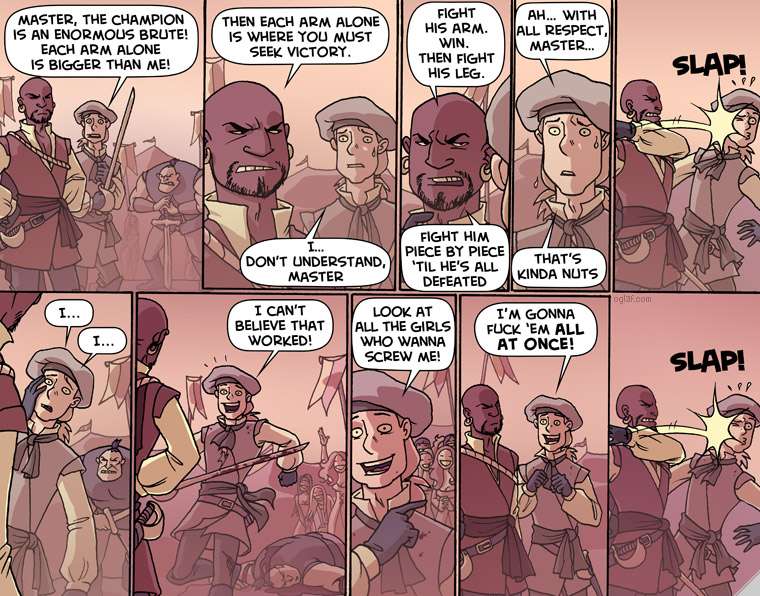 MASTER, THE CHAMPION
IS AN ENORMOUS BRUTE!
EACH ARM ALONE
IS BIGGER THAN ME!
THEN EACH ARM ALONE
IS WHERE YOU MUST
SEEK VICTORY.
I...
DON'T UNDERSTAND,
MASTER
FIGHT
HIS ARM.
WIN.
THEN FIGHT
HIS LEG.
FIGHT HIM
PIECE BY PIECE
'TIL HE'S ALL
DEFEATED
AH... WITH
ALL RESPECT,
MASTER...
THAT'S
KINDA NUTS
SLAP!
I...
I...
I CAN'T
BELIEVE THAT
WORKED!
LOOK AT
ALL THE GIRLS
WHO WANNA
SCREW ME!
I'M GONNA
FUCK 'EM ALL
AT ONCE!
oglaf.com
SLAP!